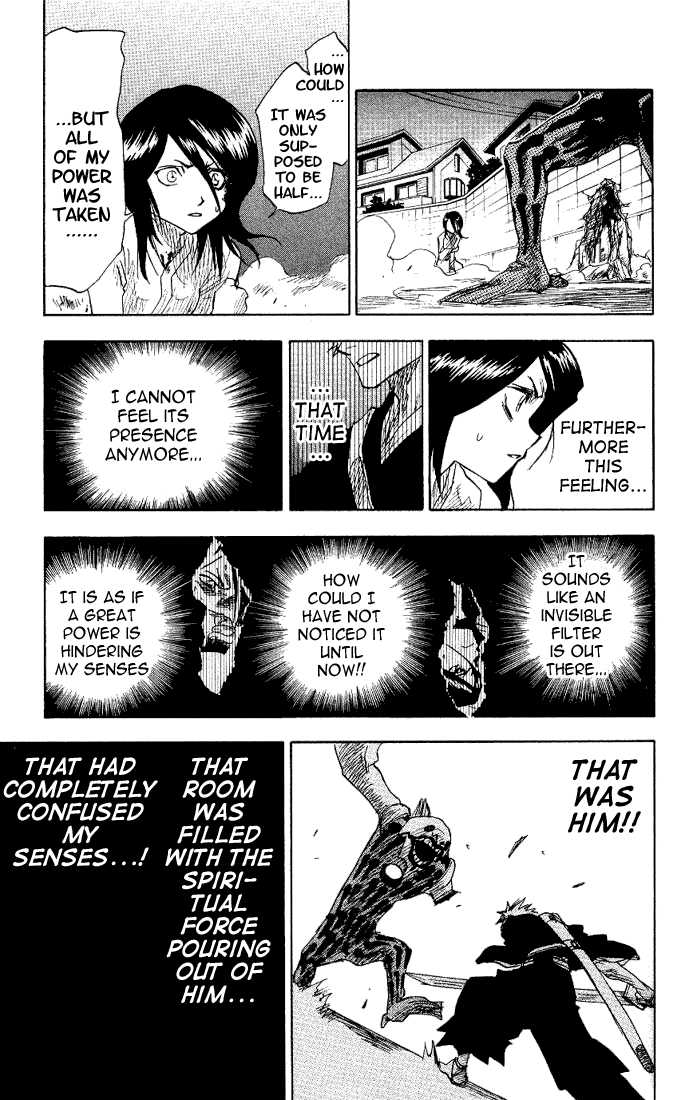 ...
HOW
COULD
...
IT WAS
ONLY
SUP-
POSED
TO BE
HALF...
...BUT
ALL
OF MY
POWER
WAS
TAKEN
......
FURTHER-
MORE THIS
FEELING...
...
THAT
TIME
...
I CANNOT
FEEL ITS
PRESENCE
ANYMORE...
IT
SOUNDS
LIKE AN
INVISIBLE
FILTER
IS OUT
THERE...
HOW
COULD I
HAVE NOT
NOTICED IT
UNTIL
NOW!!
IT IS AS IF
A GREAT
POWER IS
HINDERING
MY SENSES
THAT
WAS
HIM!!
THAT
ROOM
WAS
FILLED
WITH THE
SPIRI-
TUAL
FORCE
POURING
OUT OF
HIM...
THAT HAD
COMPLETELY
CONFUSED
MY
SENSES...!